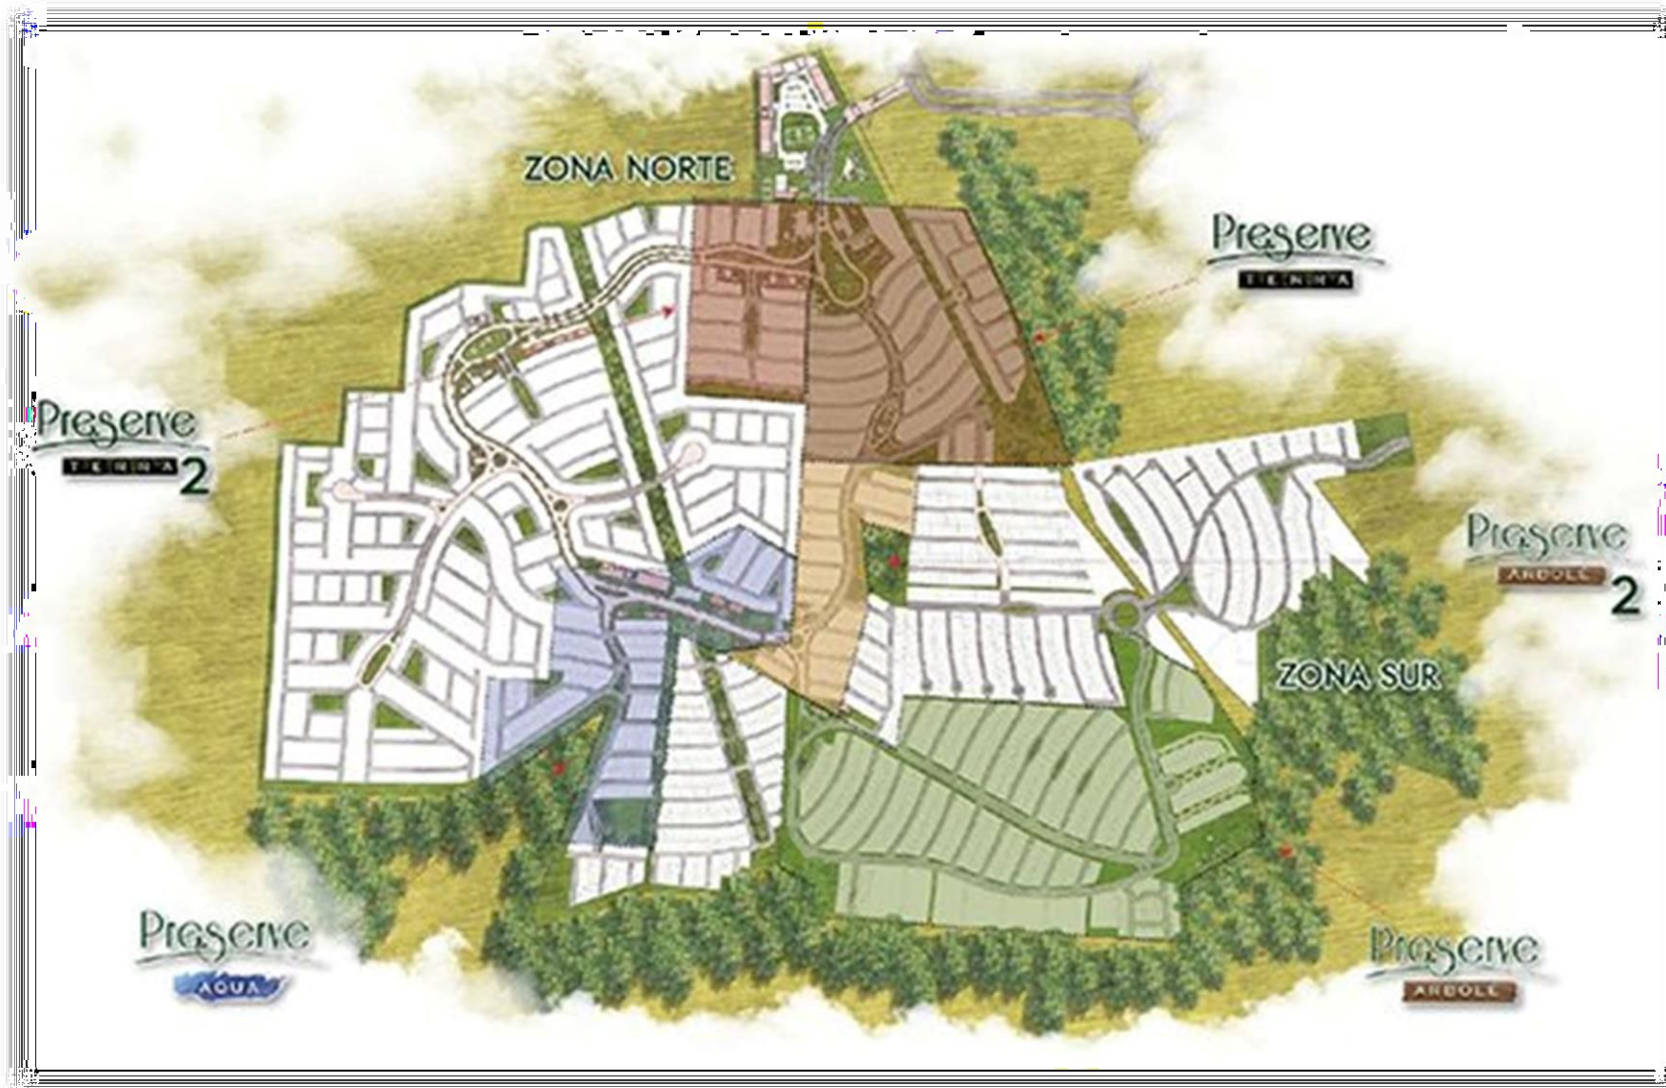 ZONA NORTE
Preserve
TERRA
Preserve
TERRA 2
Preserve
ARBOLE 2
ZONA SUR
Preserve
AQUA
Preserve
ARBOLE